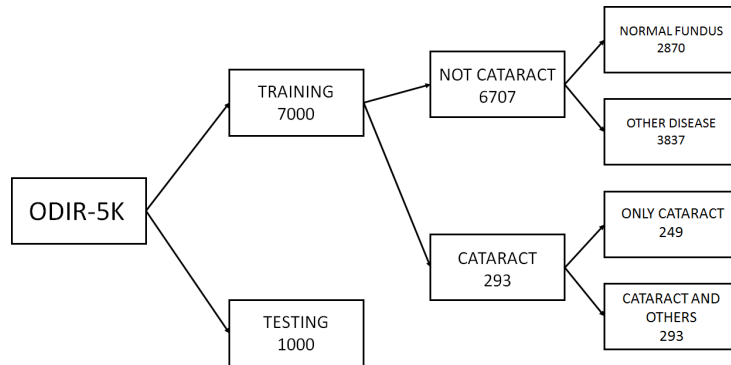 ODIR-5K
TRAINING
7000
TESTING
1000
NOT CATARACT
6707
CATARACT
293
NORMAL FUNDUS
2870
OTHER DISEASE
3837
ONLY CATARACT
249
CATARACT AND
OTHERS
293